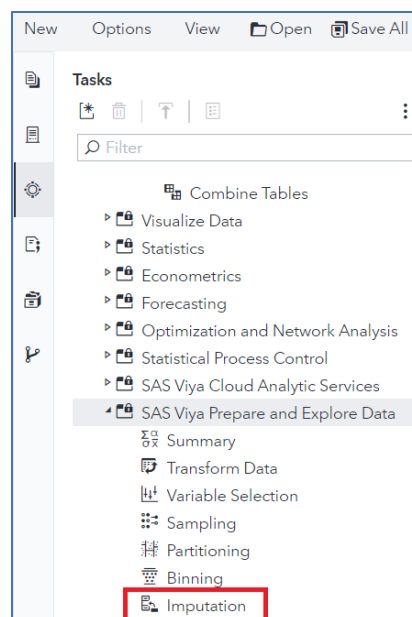 New Options View Open Save All
Tasks
Filter
Combine Tables
Visualize Data
Statistics
Econometrics
Forecasting
Optimization and Network Analysis
Statistical Process Control
SAS Viya Cloud Analytic Services
SAS Viya Prepare and Explore Data
Summary
Transform Data
Variable Selection
Sampling
Partitioning
Binning
Imputation